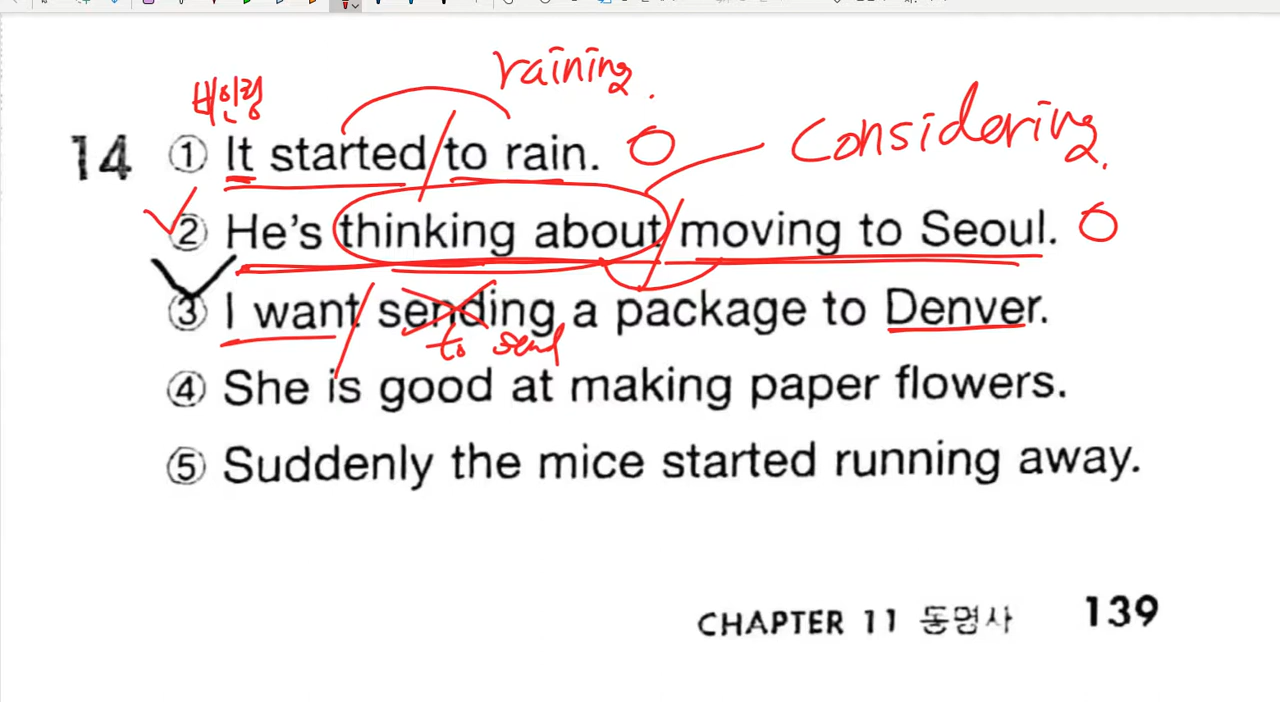 raining.
비인칭
Considering.
14 ① It started to rain. O
② He's thinking about moving to Seoul. O
③ I want sending a package to Denver.
to send
④ She is good at making paper flowers.
⑤ Suddenly the mice started running away.
CHAPTER 11 동명사 139